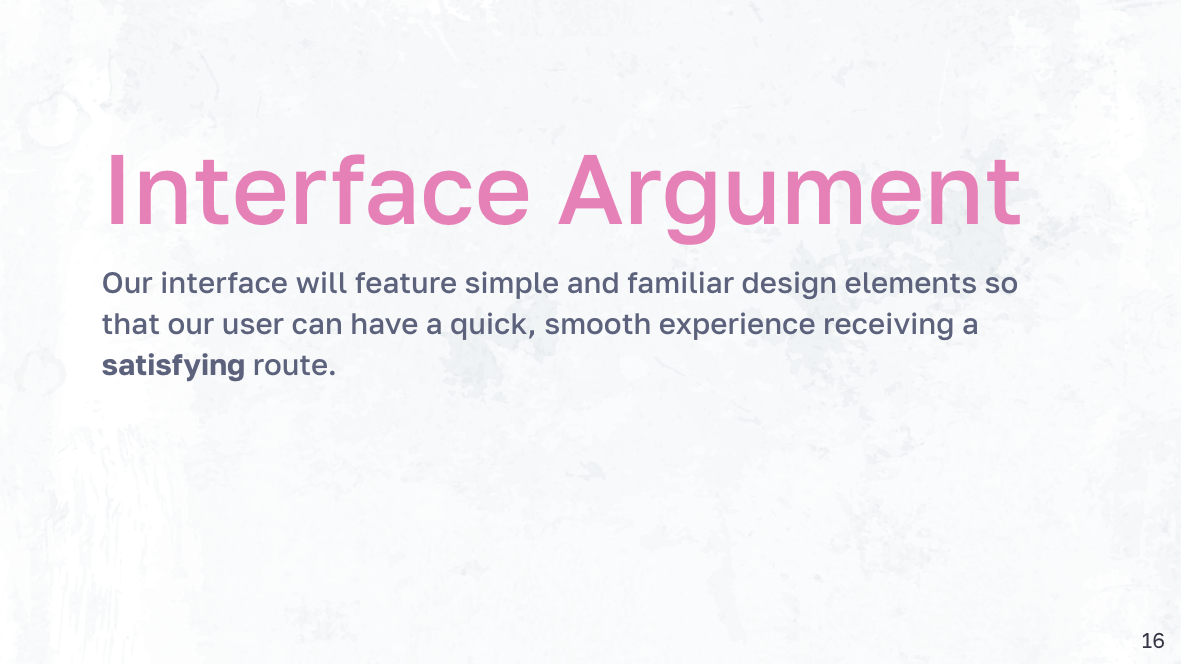 Interface Argument
Our interface will feature simple and familiar design elements so
that our user can have a quick, smooth experience receiving a
satisfying route.
16